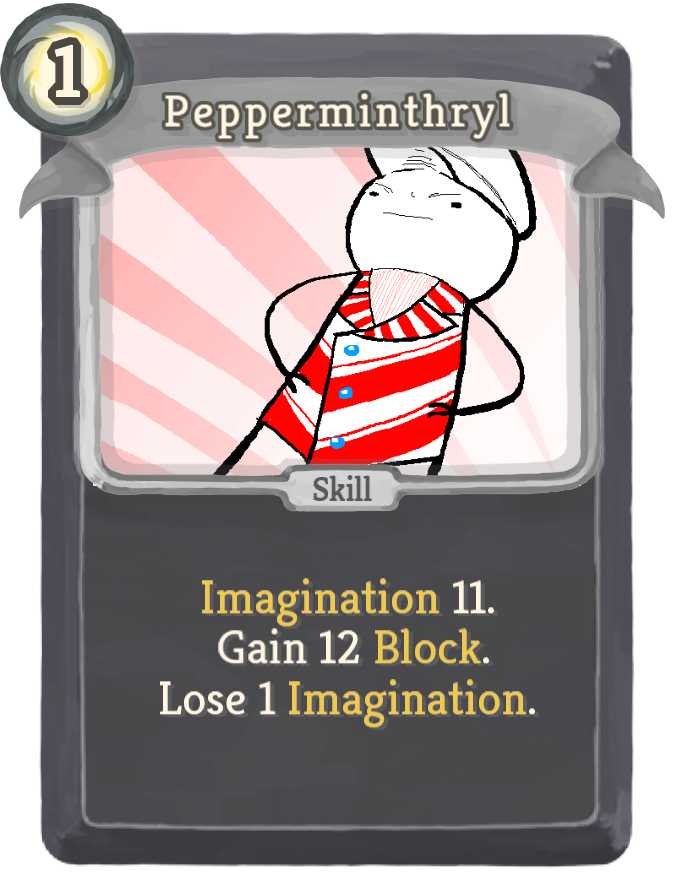 1
Pepperminthryl
Skill
Imagination 11.
Gain 12 Block.
Lose 1 Imagination.